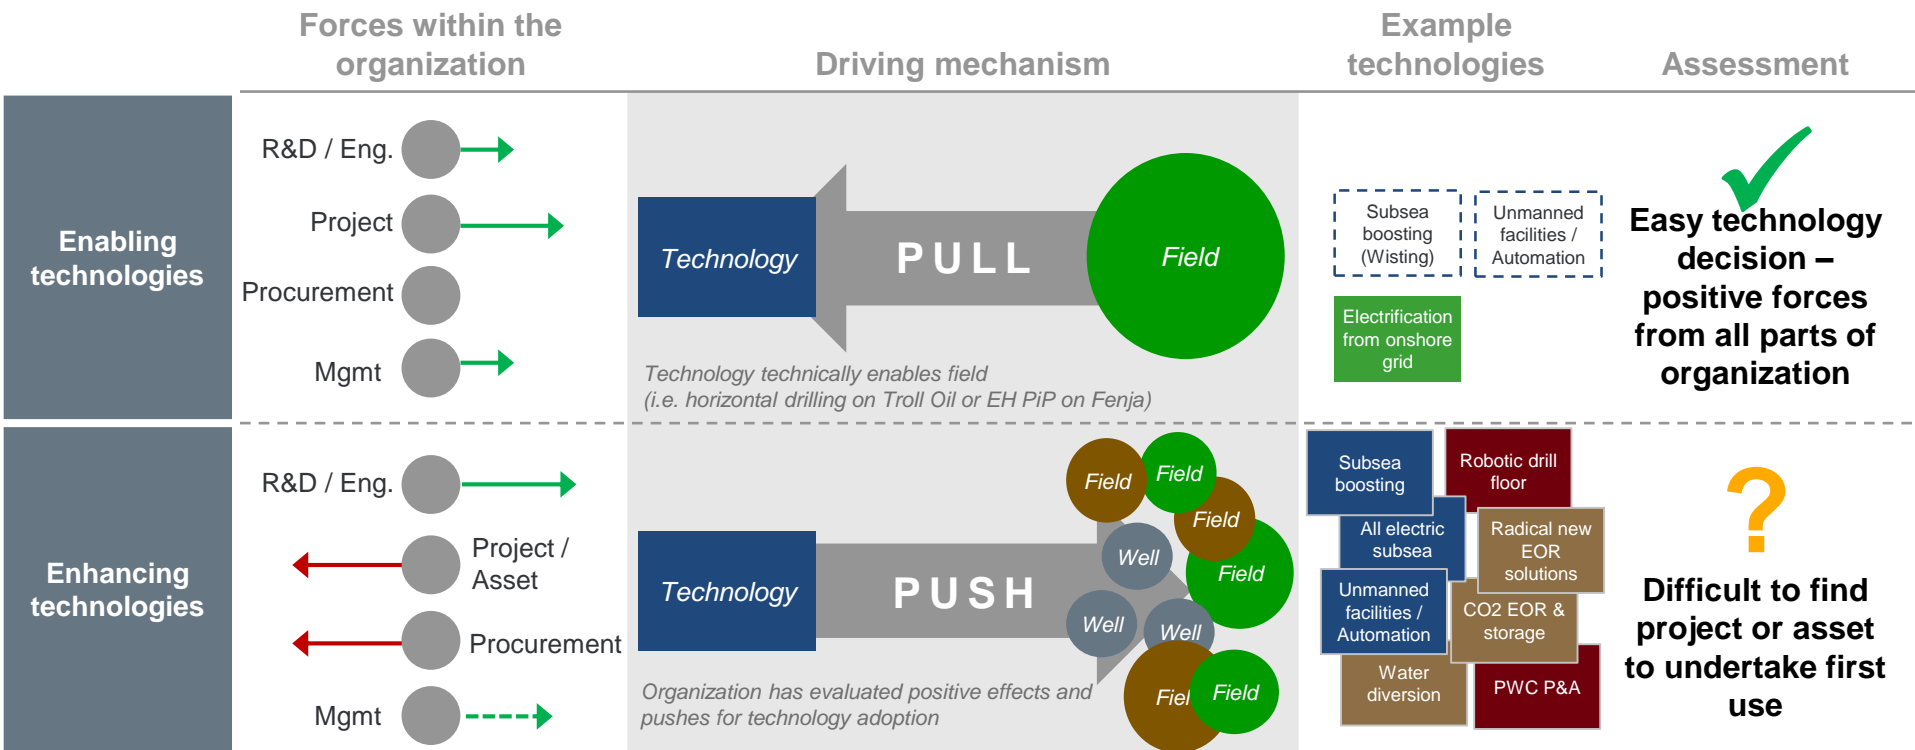 Forces within the
organization
Driving mechanism
Example
technologies
Assessment
Enabling
technologies
R&D / Eng.
Project
Procurement
Mgmt
Technology
PULL
Field
Technology technically enables field
(i.e. horizontal drilling on Troll Oil or EH PiP on Fenja)
Subsea
boosting
(Wisting)
Unmanned
facilities /
Automation
Electrification
from onshore
grid
Easy technology
decision –
positive forces
from all parts of
organization
Enhancing
technologies
R&D / Eng.
Project /
Asset
Procurement
Mgmt
Technology
PUSH
Field
Field
Field
Well
Field
Well
Well
Field
Field
Organization has evaluated positive effects and
pushes for technology adoption
Subsea
boosting
Robotic drill
floor
All electric
subsea
Radical new
EOR
solutions
Unmanned
facilities /
Automation
CO2 EOR &
storage
Water
diversion
PWC P&A
?
Difficult to find
project or asset
to undertake first
use